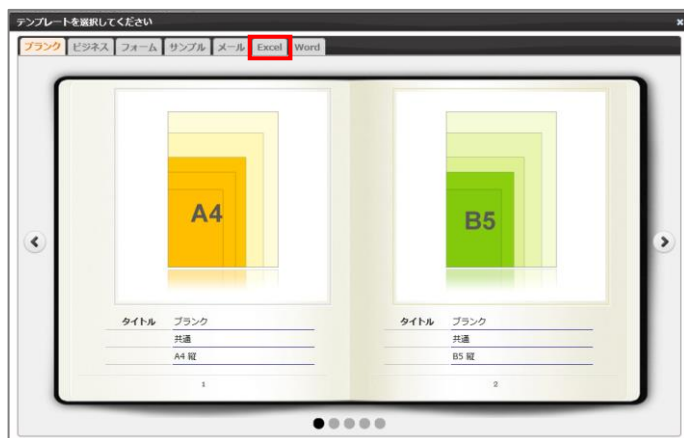 テンプレートを選択してください ×
ブランク ビジネス フォーム サンプル メール Excel Word
A4
B5
タイトル ブランク
共通
A4 縦
1
タイトル ブランク
共通
B5 縦
2